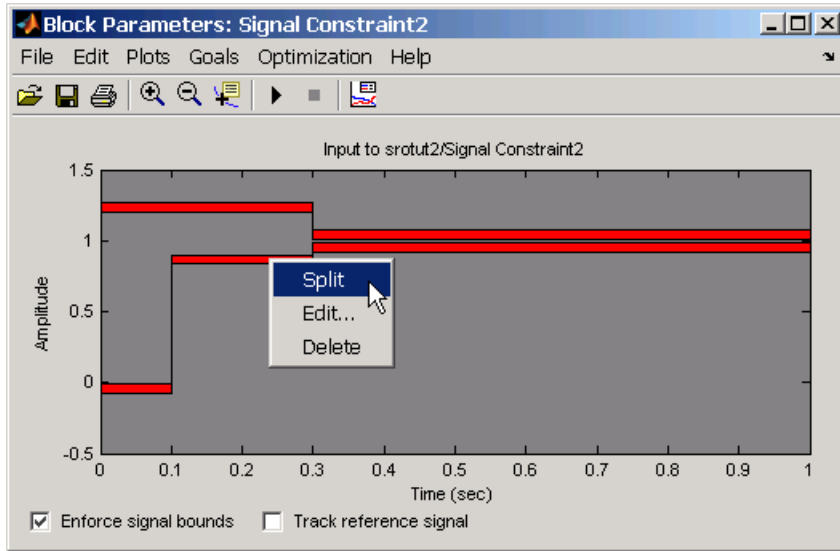 Block Parameters: Signal Constraint2
File Edit Plots Goals Optimization Help
Input to srotut2/Signal Constraint2
1.5
1
0.5
0
-0.5
Amplitude
Split
Edit...
Delete
0 0.1 0.2 0.3 0.4 0.5 0.6 0.7 0.8 0.9 1
Time (sec)
Enforce signal bounds Track reference signal